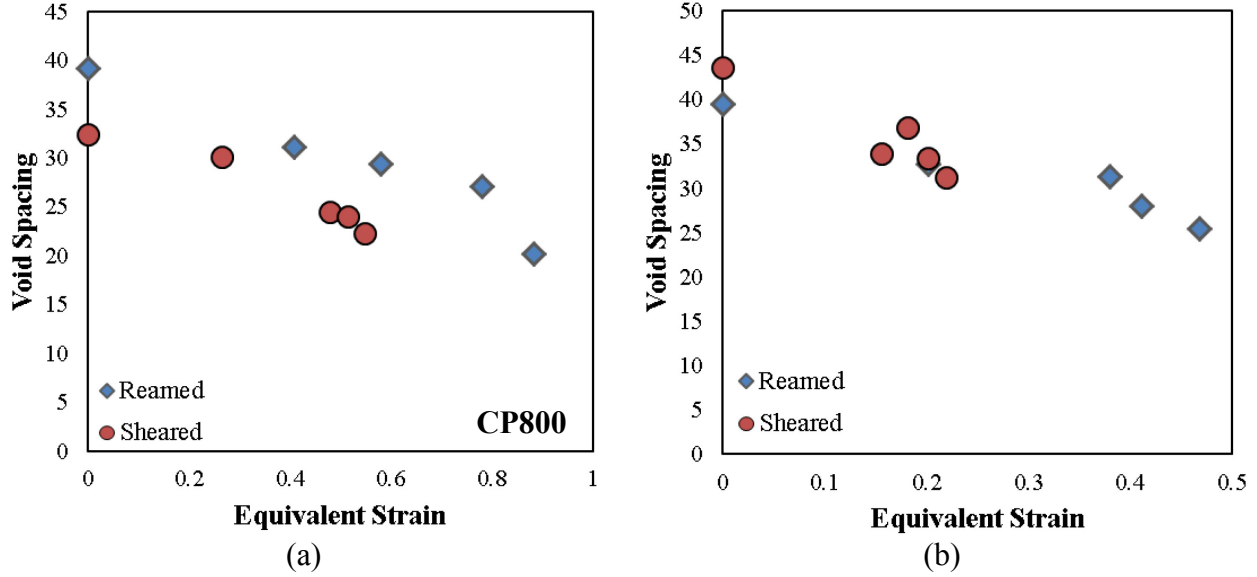 45
40
35
30
25
20
15
10
5
0
Void Spacing
Reamed
Sheared
CP800
0 0.2 0.4 0.6 0.8 1
Equivalent Strain
(a)
50
45
40
35
30
25
20
15
10
5
0
Void Spacing
Reamed
Sheared
0 0.1 0.2 0.3 0.4 0.5
Equivalent Strain
(b)